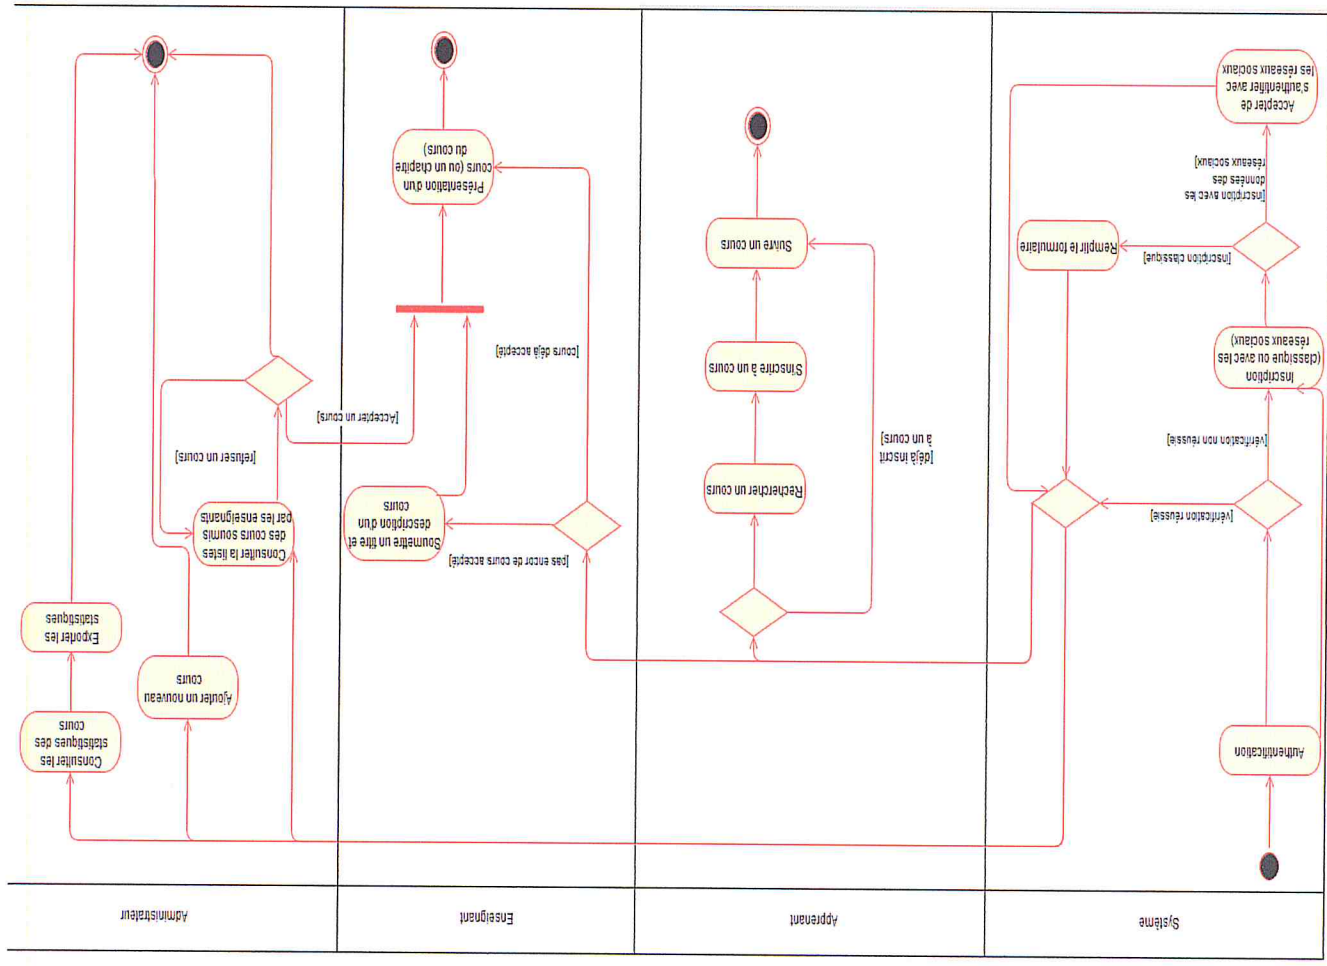 Système
Apprenant
Enseignant
Administrateur
Authentification
[vérification réussie]
[vérification non réussie]
Inscription
(classique ou avec les
réseaux sociaux)
[inscription classique]
Remplir le formulaire
[inscription avec les
données des
réseaux sociaux]
Accepter de
s'authentifier avec
les réseaux sociaux
Rechercher un cours
[déjà inscrit
à un cours]
S'inscrire à un cours
Suivre un cours
[pas encor de cours accepté]
Soumettre un titre et
description d'un
cours
[cours déjà accepté]
Présentation d'un
cours (ou un chapitre
du cours)
Consulter la listes
des cours soumis
par les enseignants
[refuser un cours]
[Accepter un cours]
Ajouter un nouveau
cours
Consulter les
statistiques des
cours
Exporter les
statistiques